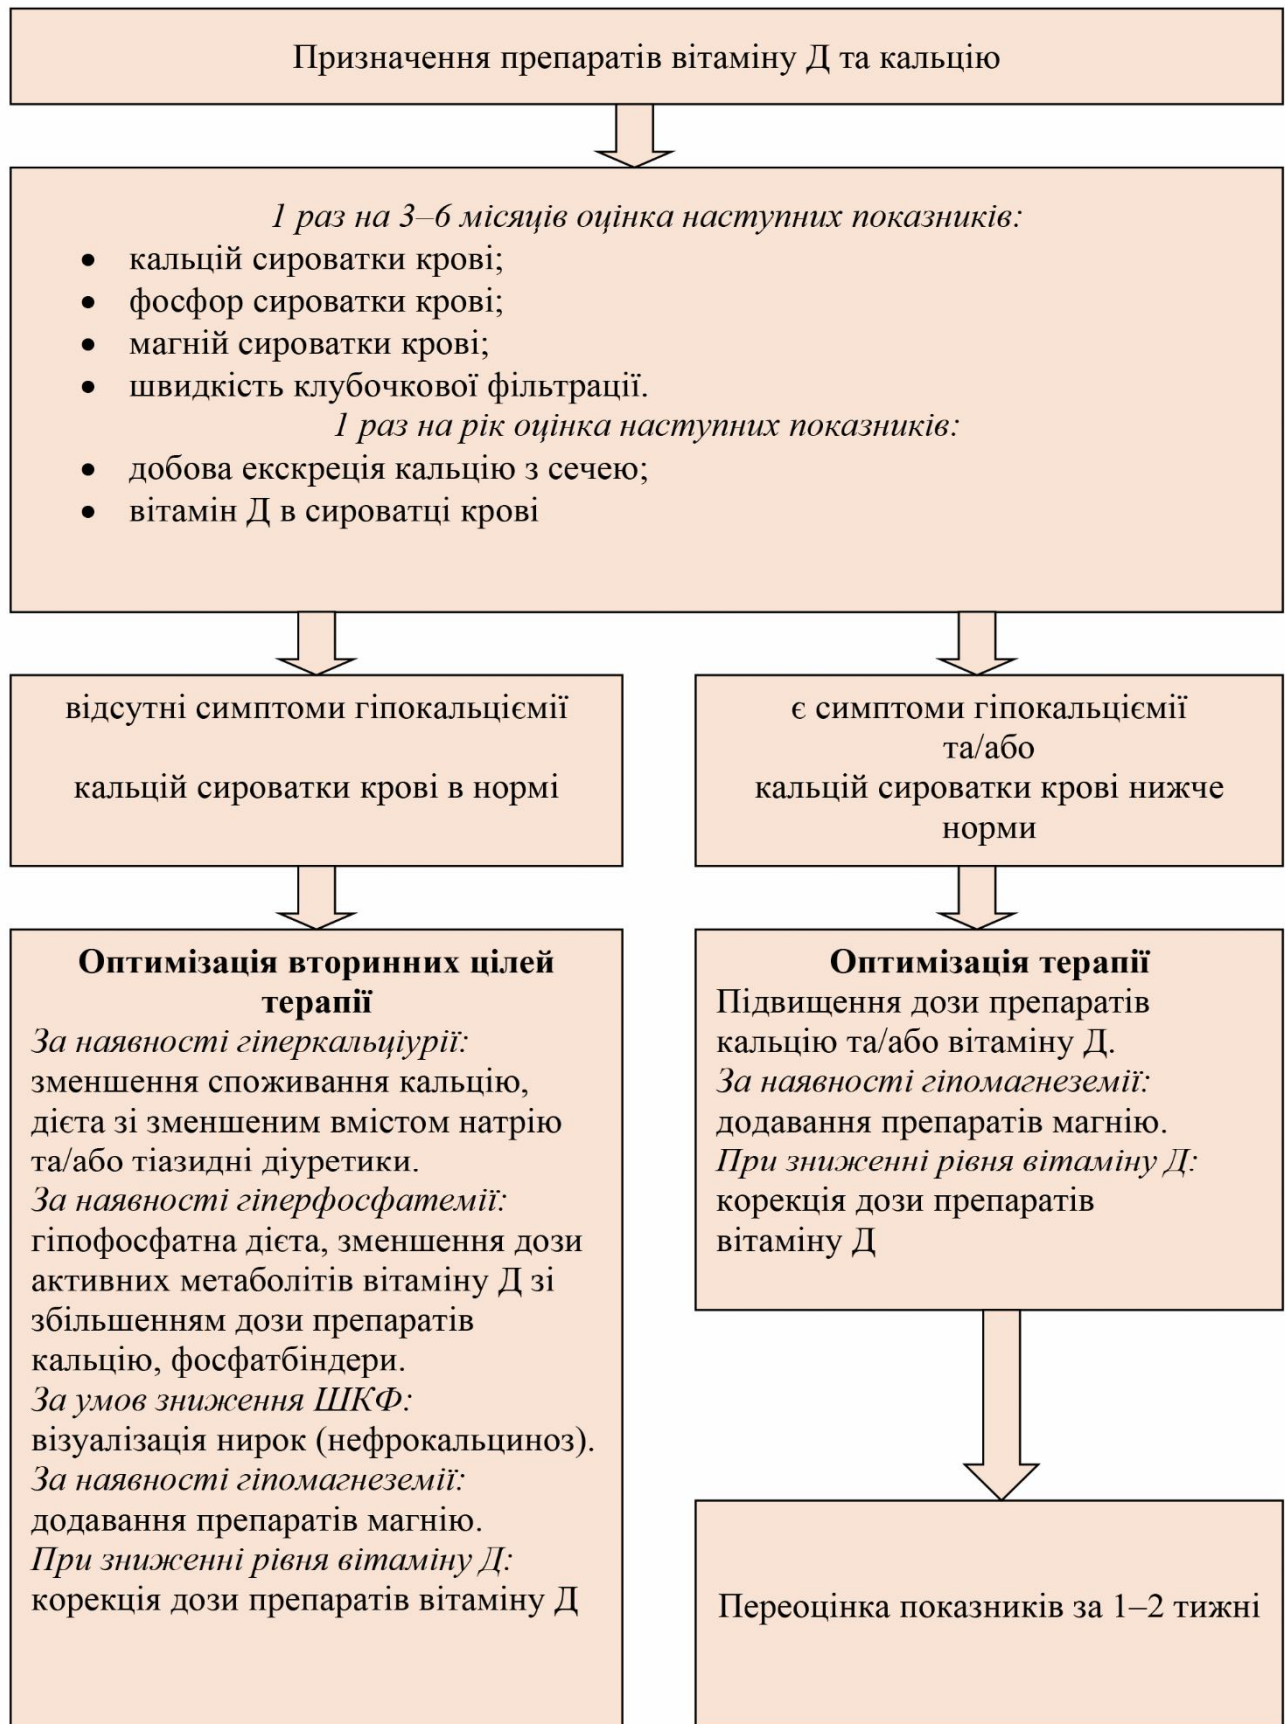 Призначення препаратів вітаміну Д та кальцію
1 раз на 3–6 місяців оцінка наступних показників:
• кальцій сироватки крові;
• фосфор сироватки крові;
• магній сироватки крові;
• швидкість клубочкової фільтрації.
1 раз на рік оцінка наступних показників:
• добова екскреція кальцію з сечею;
• вітамін Д в сироватці крові
відсутні симптоми гіпокальціємії
кальцій сироватки крові в нормі
є симптоми гіпокальціємії
та/або
кальцій сироватки крові нижче
норми
Оптимізація вторинних цілей
терапії
За наявності гіперкальціурії:
зменшення споживання кальцію,
дієта зі зменшеним вмістом натрію
та/або тіазидні діуретики.
За наявності гіперфосфатемії:
гіпофосфатна дієта, зменшення дози
активних метаболітів вітаміну Д зі
збільшенням дози препаратів
кальцію, фосфатбіндери.
За умов зниження ШКФ:
візуалізація нирок (нефрокальциноз).
За наявності гіпомагнеземії:
додавання препаратів магнію.
При зниженні рівня вітаміну Д:
корекція дози препаратів вітаміну Д
Оптимізація терапії
Підвищення дози препаратів
кальцію та/або вітаміну Д.
За наявності гіпомагнеземії:
додавання препаратів магнію.
При зниженні рівня вітаміну Д:
корекція дози препаратів
вітаміну Д
Переоцінка показників за 1–2 тижні